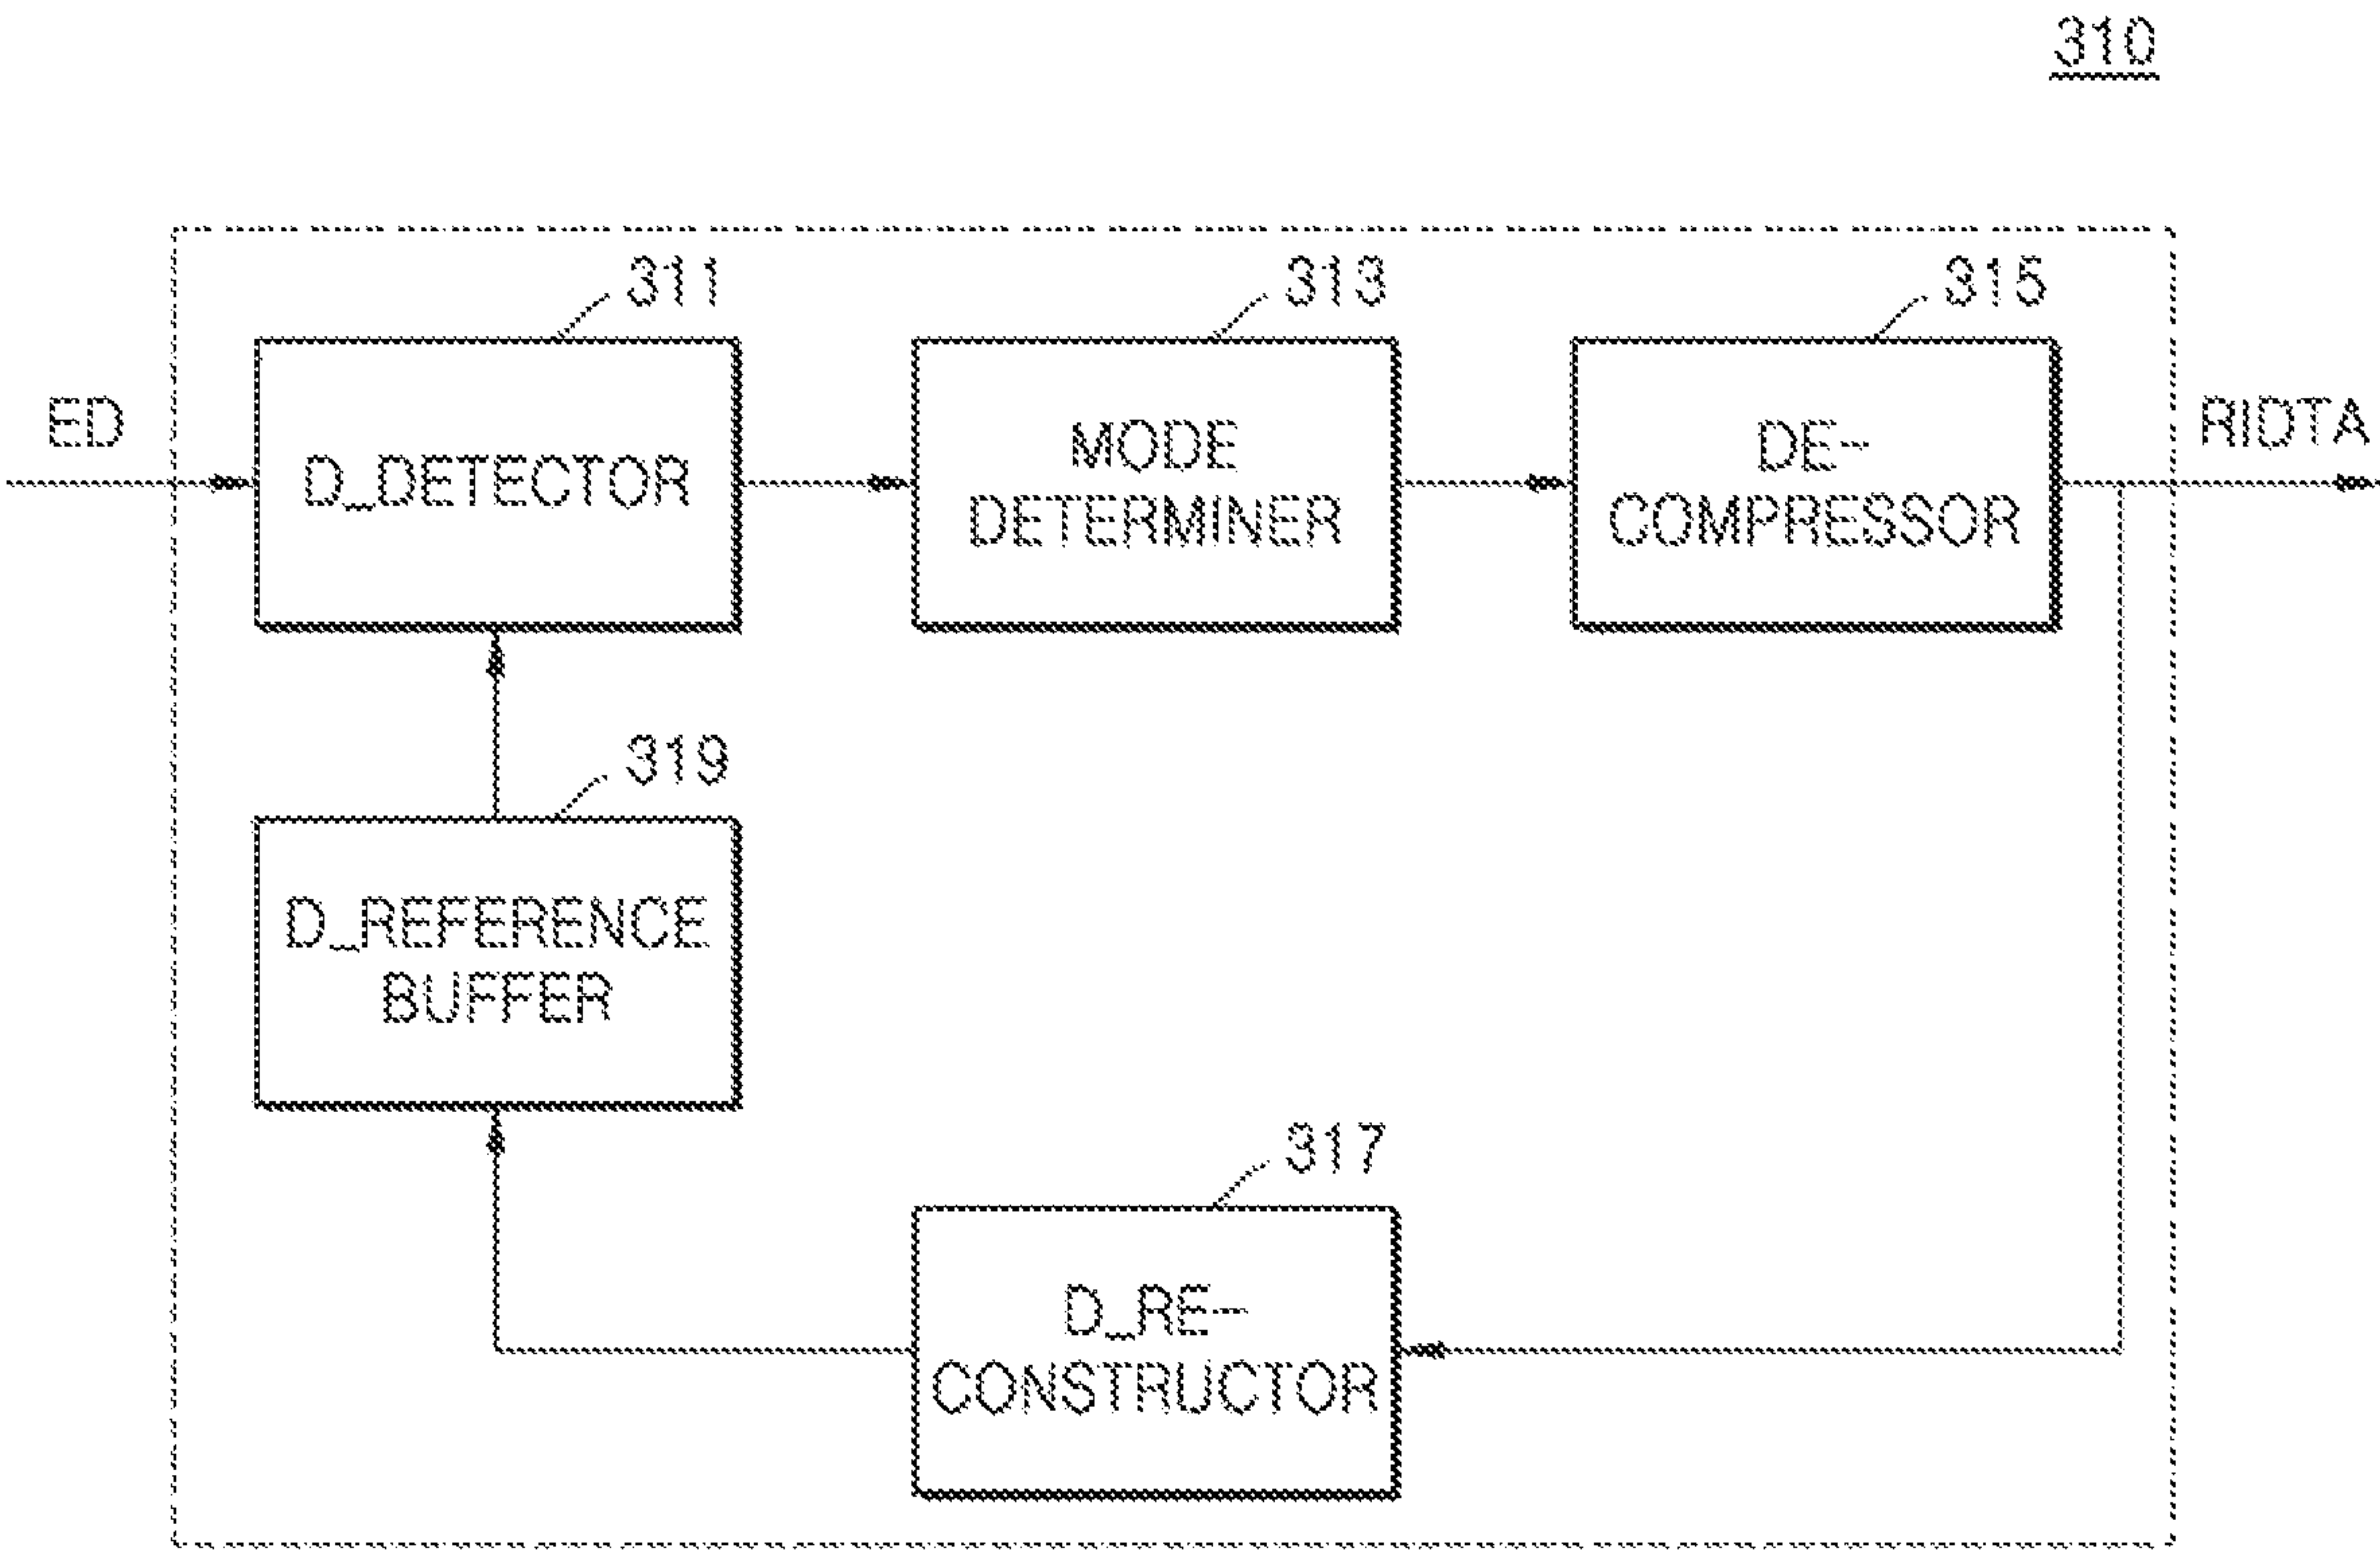 310
311
313
315
ED
D_DETECTOR
MODE
DETERMINER
DE-
COMPRESSOR
RIDTA
319
D_REFERENCE
BUFFER
317
D_RE-
CONSTRUCTOR